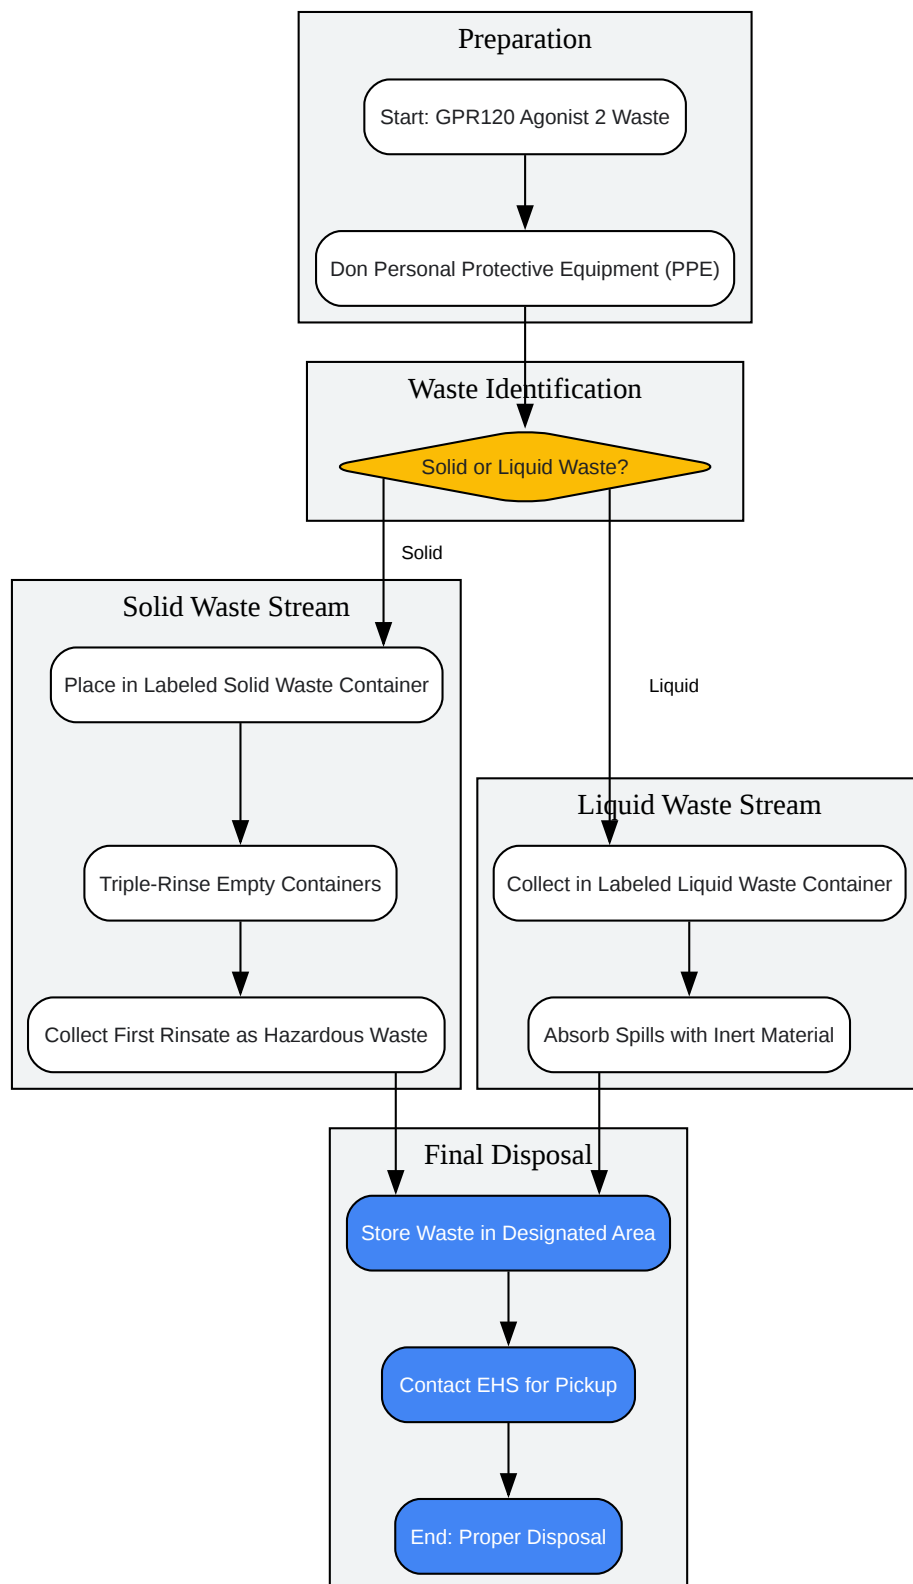 Preparation
Start: GPR120 Agonist 2 Waste
Don Personal Protective Equipment (PPE)
Waste Identification
Solid or Liquid Waste?
Solid
Liquid
Solid Waste Stream
Place in Labeled Solid Waste Container
Triple-Rinse Empty Containers
Collect First Rinsate as Hazardous Waste
Liquid Waste Stream
Collect in Labeled Liquid Waste Container
Absorb Spills with Inert Material
Final Disposal
Store Waste in Designated Area
Contact EHS for Pickup
End: Proper Disposal